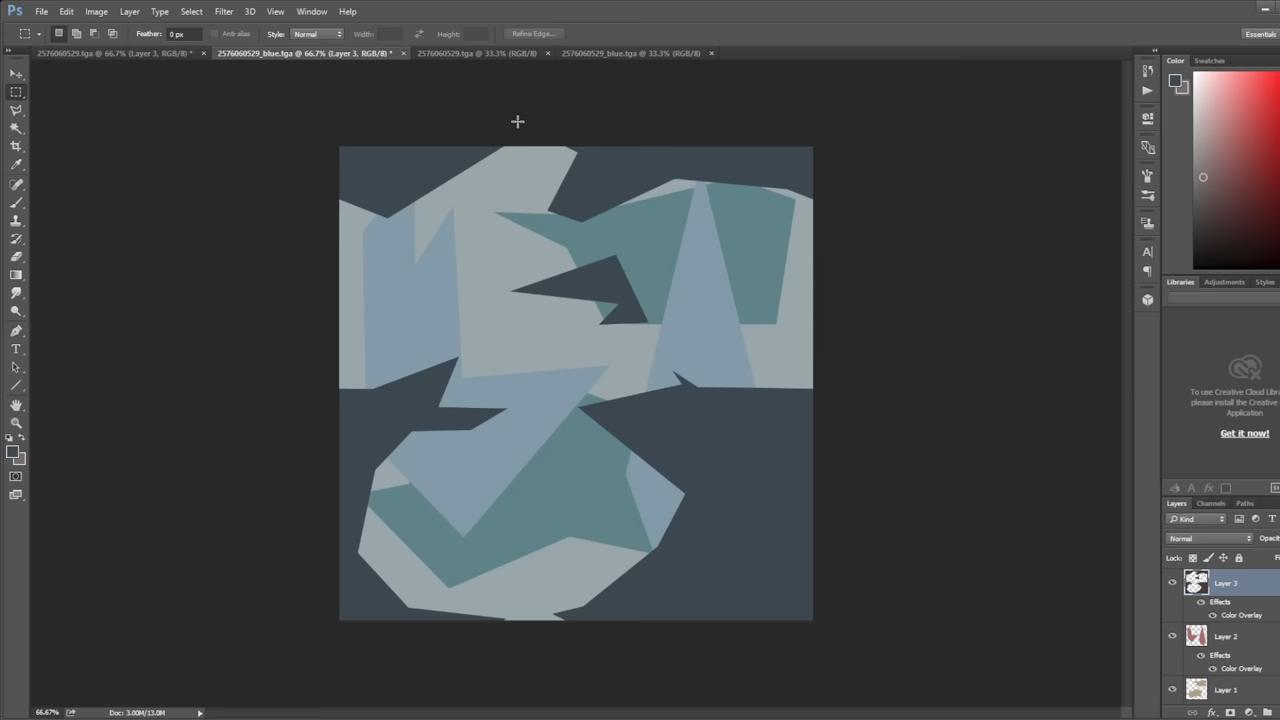 Ps File Edit Image Layer Type Select Filter 3D View Window Help
Feather: 0 px Anti-alias Style: Normal Width: Height: Refine Edge... Essentials
2576060529.tga @ 66.7% (Layer 3, RGB/8) * × 2576060529_blue.tga @ 66.7% (Layer 3, RGB/8) * × 2576060529.tga @ 33.3% (RGB/8) × 2576060529_blue.tga @ 33.3% (RGB/8) ×
Color Swatches
Libraries Adjustments Styles
To use Creative Cloud Libr
please install the Creative
Application
Get it now!
Layers Channels Paths
Kind
Normal Opacit
Lock: Fi
Layer 3
Effects
Color Overlay
Layer 2
Effects
Color Overlay
Layer 1
66.67% Doc: 3.00M/13.0M